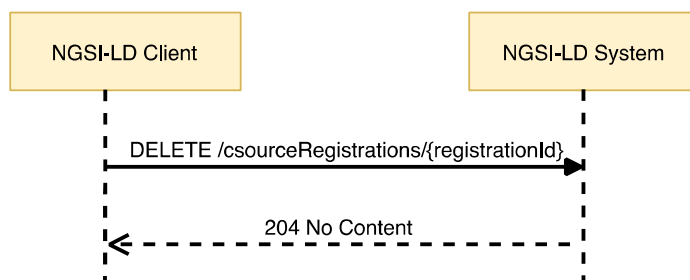 NGSI-LD Client
NGSI-LD System
DELETE /csourceRegistrations/{registrationId}
204 No Content